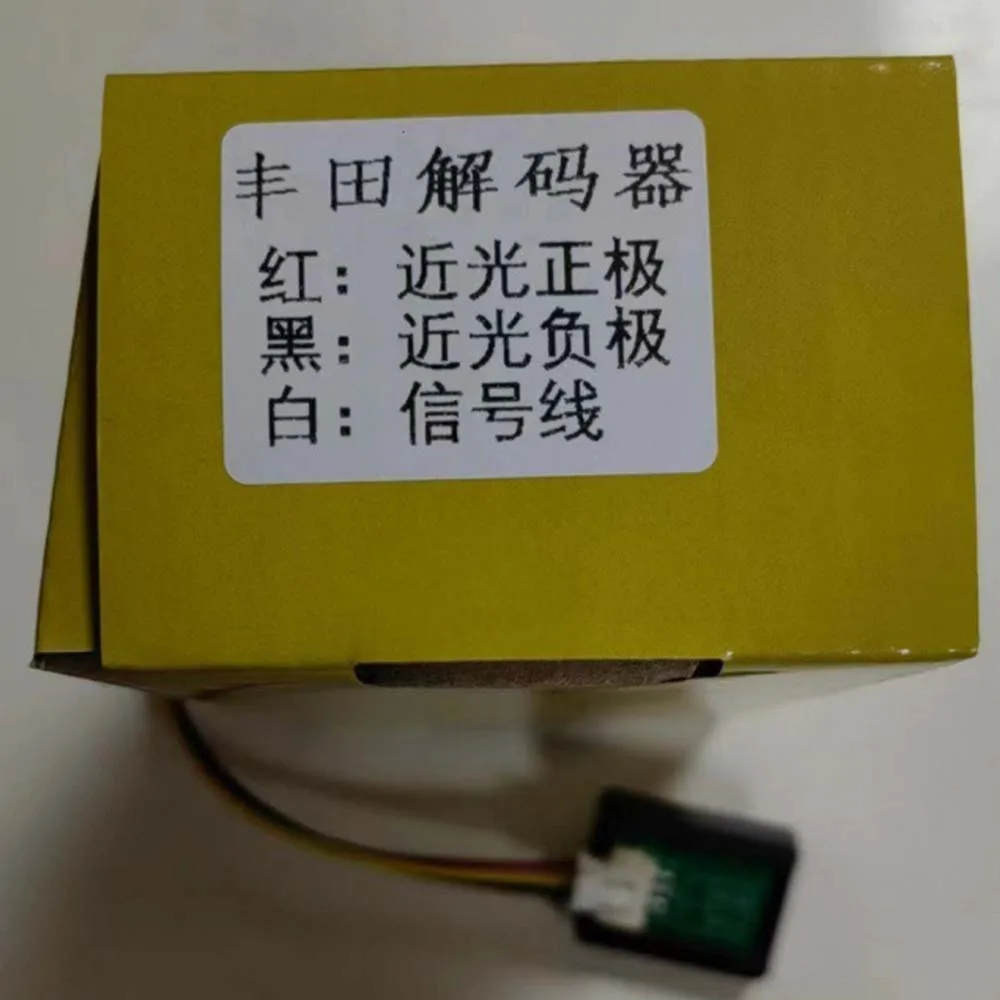 丰田解码器
红：近光正极
黑：近光负极
白：信号线